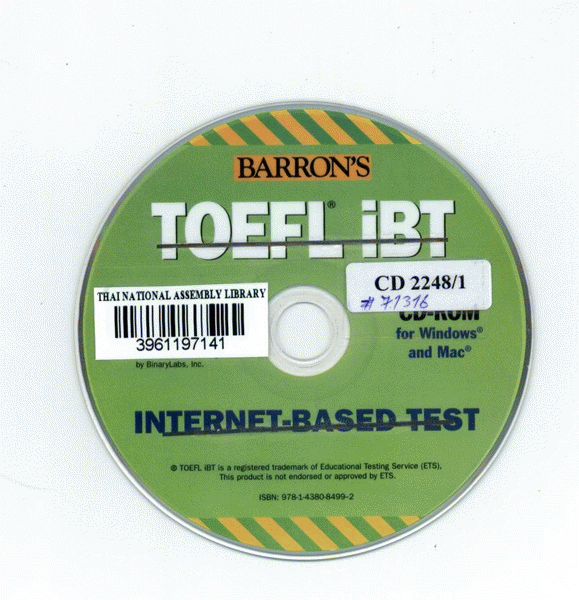 BARRON'S
TOEFL® iBT
CD 2248/1
# 71316
THAI NATIONAL ASSEMBLY LIBRARY
3961197141
CD-ROM
for Windows®
and Mac®
by BinaryLabs, Inc.
INTERNET-BASED TEST
® TOEFL iBT is a registered trademark of Educational Testing Service (ETS),
This product is not endorsed or approved by ETS.
ISBN: 978-1-4380-8499-2